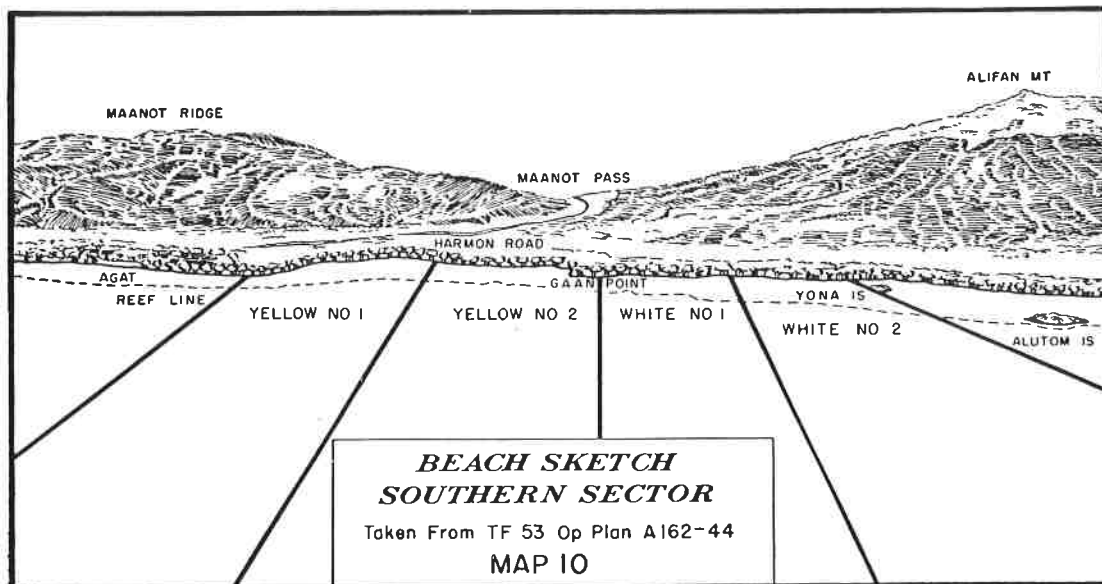 ALIFAN MT
MAANOT RIDGE
MAANOT PASS
HARMON ROAD
AGAT
GAAN POINT
REEF LINE
YONA IS
YELLOW NO 1
YELLOW NO 2
WHITE NO 1
WHITE NO 2
ALUTOM IS
BEACH SKETCH
SOUTHERN SECTOR
Taken From TF 53 Op Plan A162-44
MAP 10